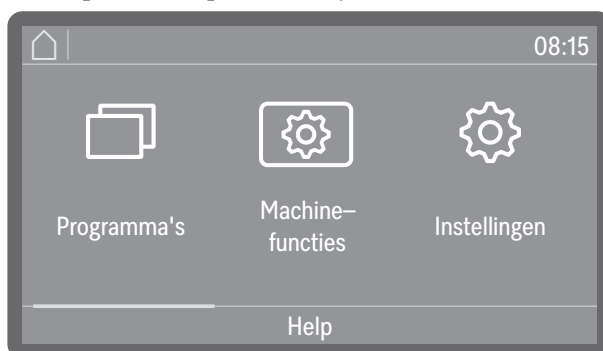 08:15
Programma's
Machine–
functies
Instellingen
Help